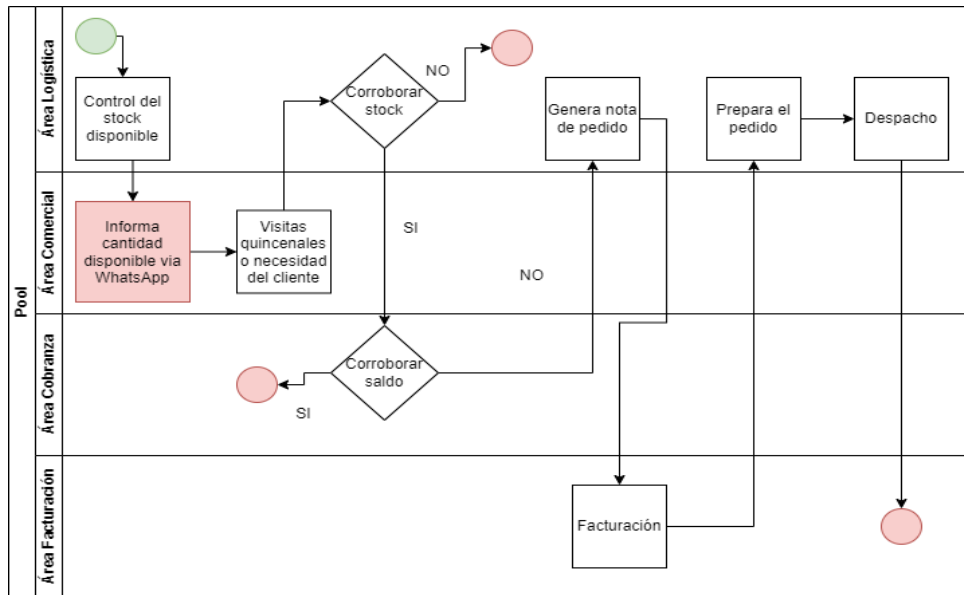 Pool
Área Logística
Control del
stock
disponible
Corroborar
stock
NO
Genera nota
de pedido
Prepara el
pedido
Despacho
Área Comercial
Informa
cantidad
disponible via
WhatsApp
Visitas
quincenales
o necesidad
del cliente
SI
NO
Área Cobranza
Corroborar
saldo
SI
Área Facturación
Facturación